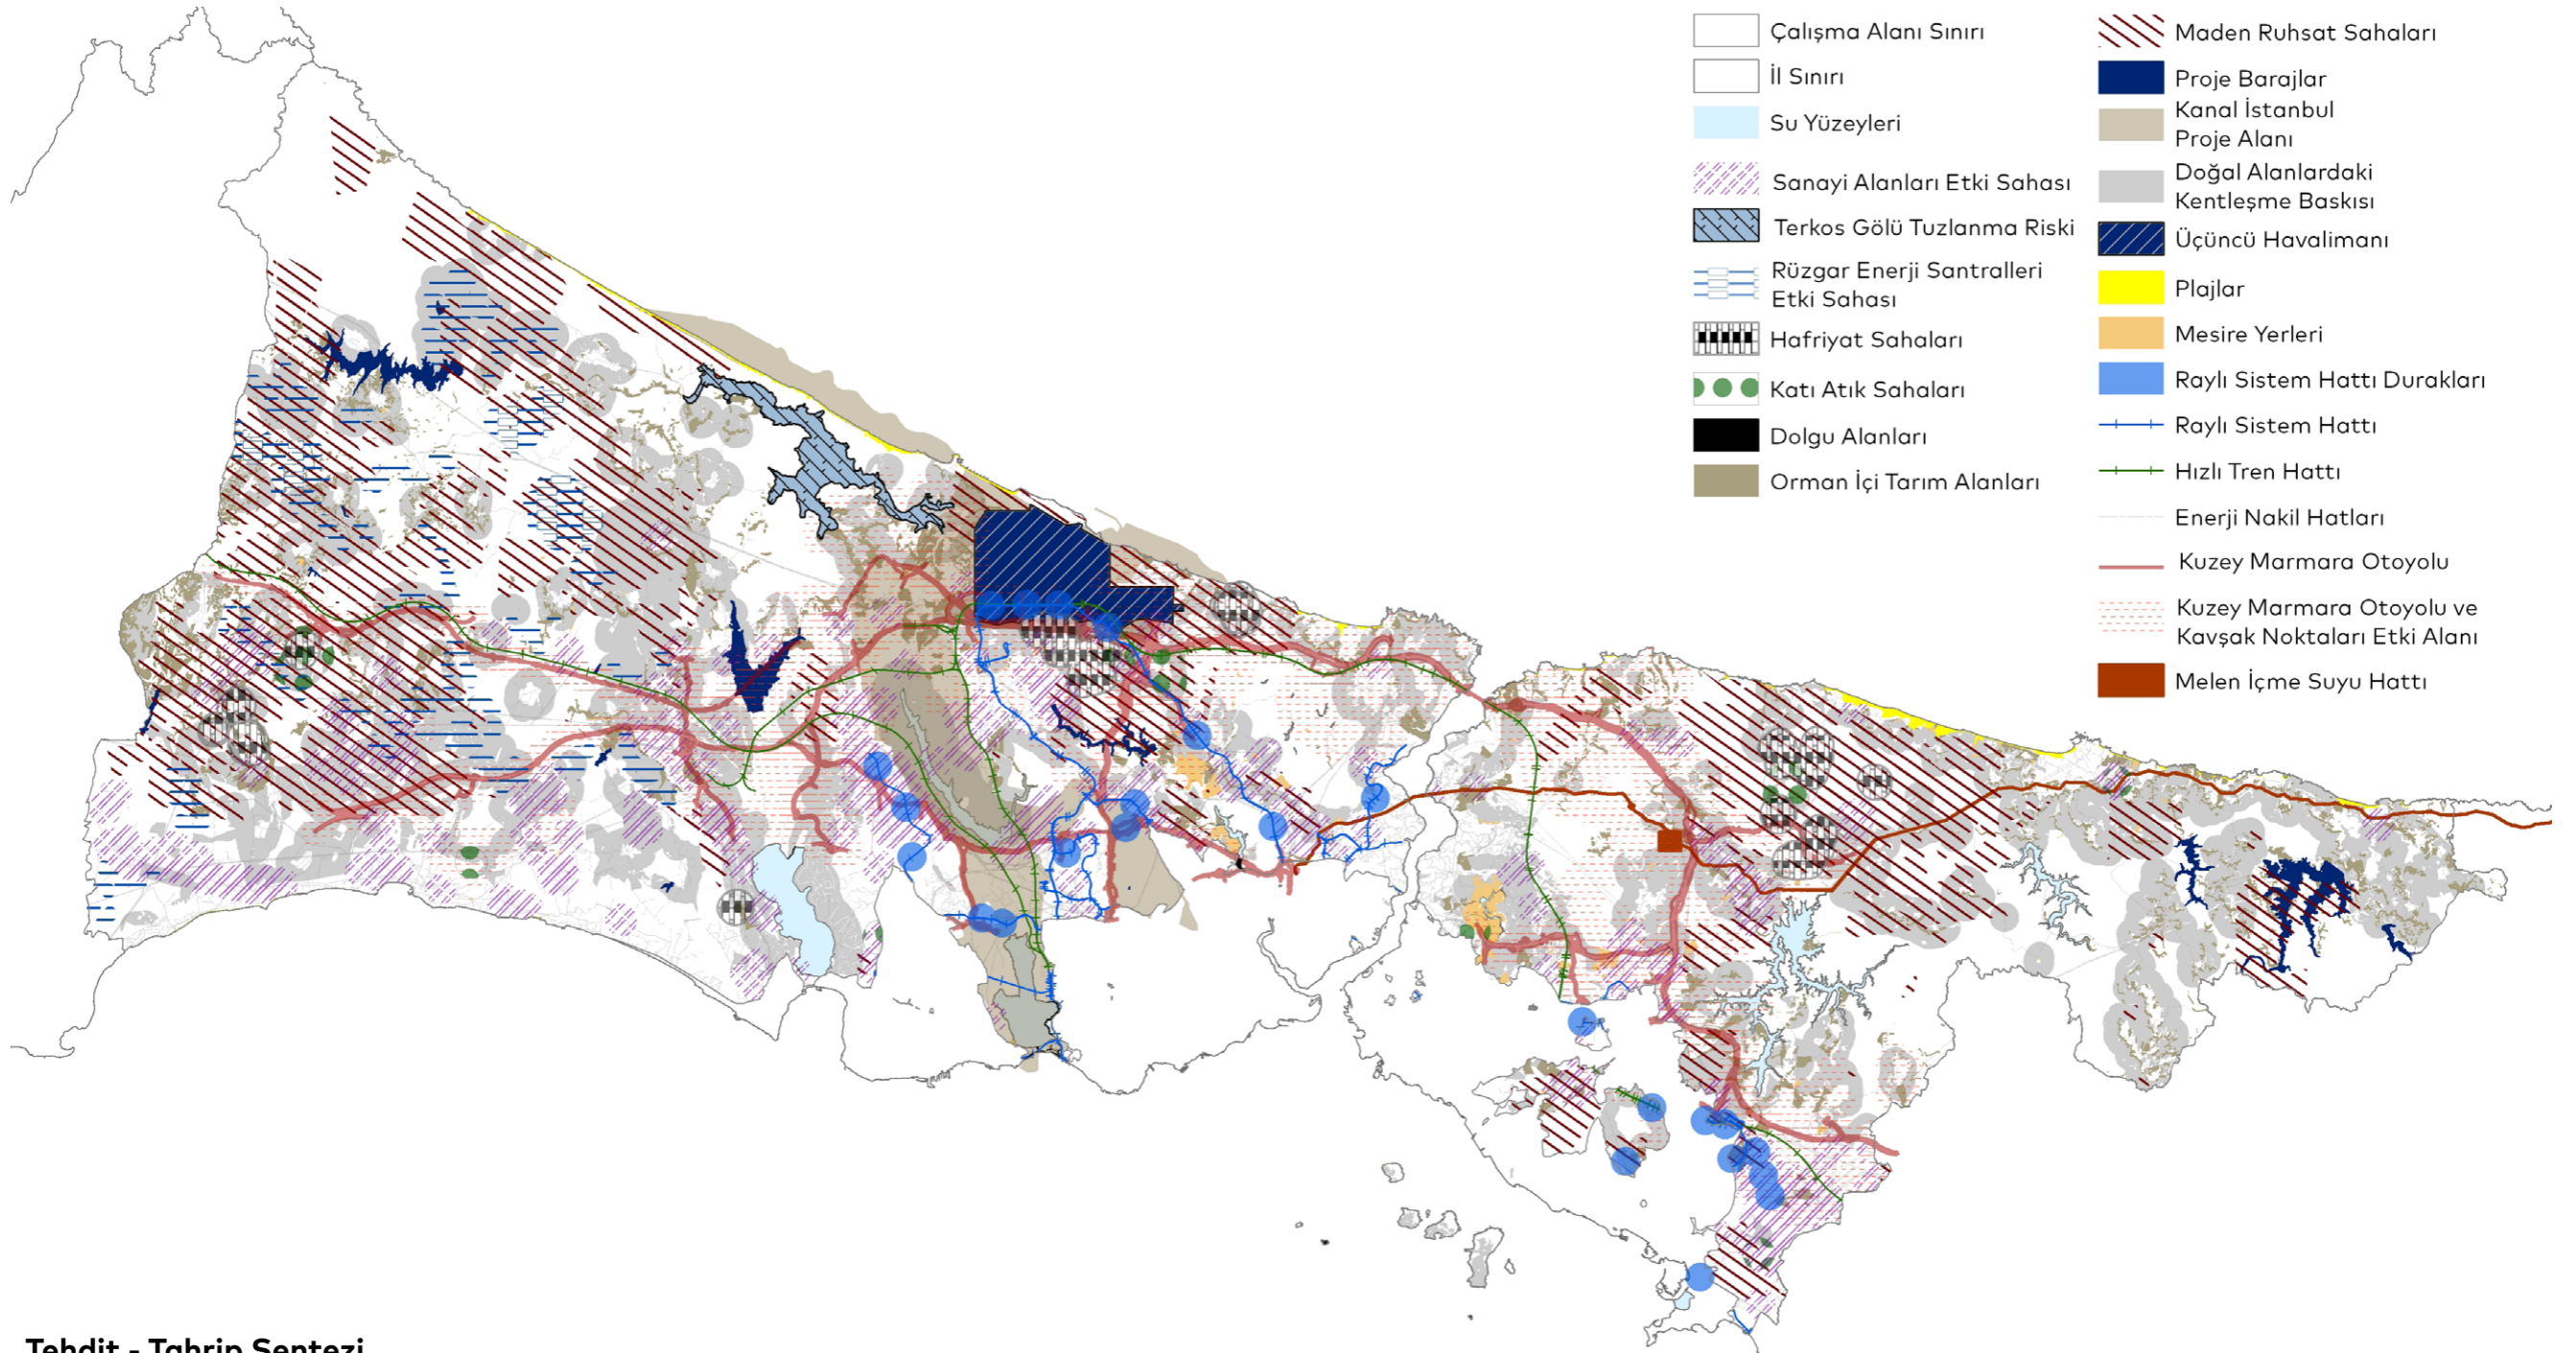 Çalışma Alanı Sınırı
İl Sınırı
Su Yüzeyleri
Sanayi Alanları Etki Sahası
Terkos Gölü Tuzlanma Riski
Rüzgar Enerji Santralleri
Etki Sahası
Hafriyat Sahaları
Katı Atık Sahaları
Dolgu Alanları
Orman İçi Tarım Alanları
Maden Ruhsat Sahaları
Proje Barajlar
Kanal İstanbul
Proje Alanı
Doğal Alanlardaki
Kentleşme Baskısı
Üçüncü Havalimanı
Plajlar
Mesire Yerleri
Raylı Sistem Hattı Durakları
Raylı Sistem Hattı
Hızlı Tren Hattı
Enerji Nakil Hatları
Kuzey Marmara Otoyolu
Kuzey Marmara Otoyolu ve
Kavşak Noktaları Etki Alanı
Melen İçme Suyu Hattı
Tehdit - Tahrip Sentezi